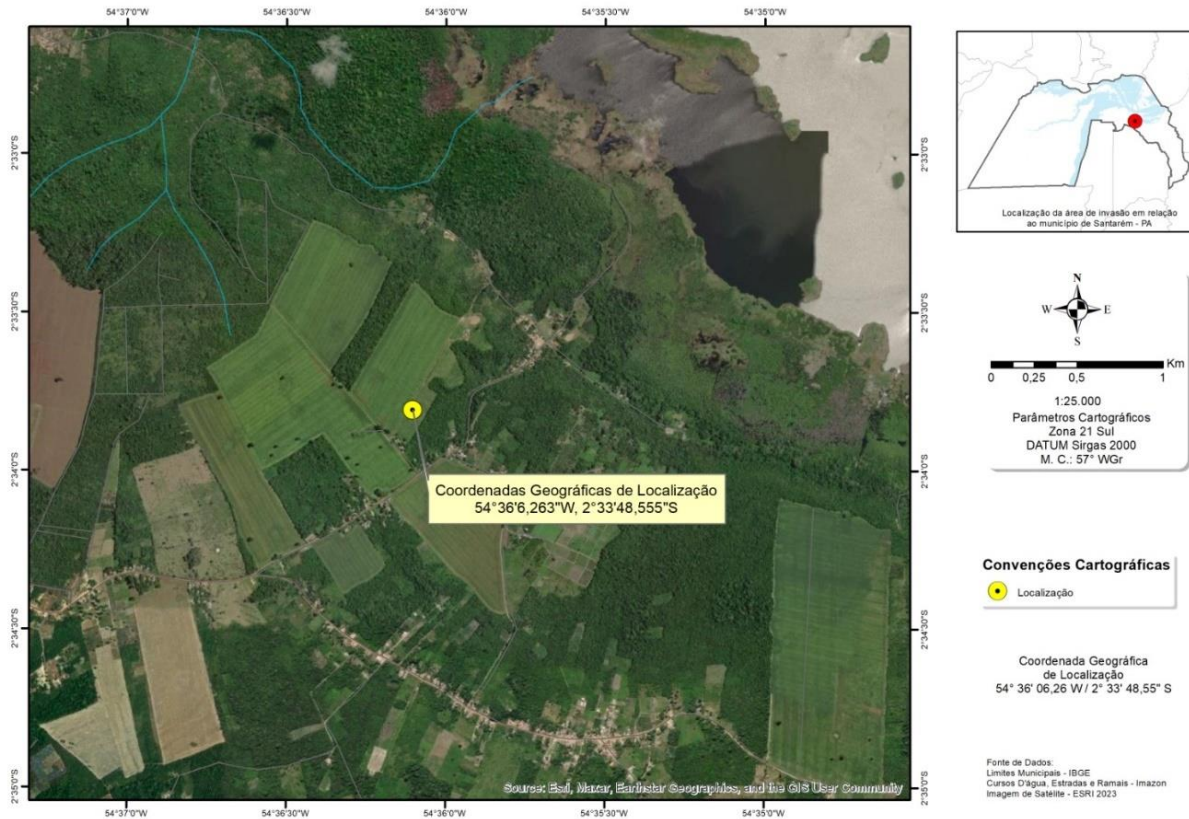 54°37'0"W
54°36'30"W
54°36'0"W
54°35'30"W
54°35'0"W
2°33'0"S
2°33'30"S
2°34'0"S
2°34'30"S
2°35'0"S
2°33'0"S
2°33'30"S
2°34'0"S
2°34'30"S
2°35'0"S
Coordenadas Geográficas de Localização
54°36'6,263"W, 2°33'48,555"S
Source: Esri, Maxar, Earthstar Geographics, and the GIS User Community
54°37'0"W
54°36'30"W
54°36'0"W
54°35'30"W
54°35'0"W
Localização da área de invasão em relação
ao município de Santarém - PA
N
W E
S
Km
0 0,25 0,5 1
1:25.000
Parâmetros Cartográficos
Zona 21 Sul
DATUM Sirgas 2000
M. C.: 57° WGr
Convenções Cartográficas
Localização
Coordenada Geográfica
de Localização
54° 36' 06,26 W / 2° 33' 48,55" S
Fonte de Dados:
Limites Municipais - IBGE
Cursos D'água, Estradas e Ramais - Imazon
Imagem de Satélite - ESRI 2023